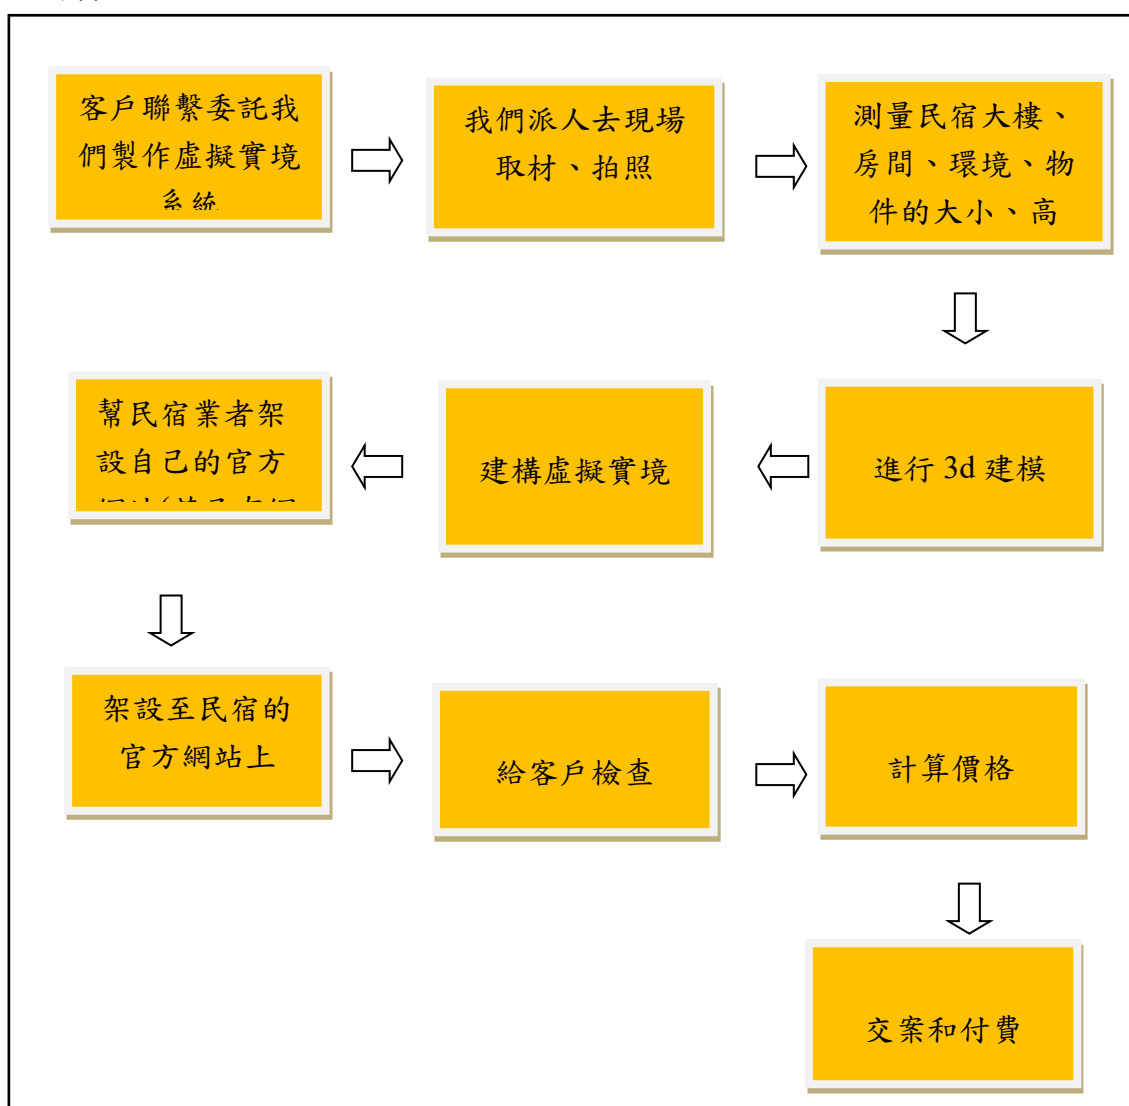 客戶聯繫委託我
們製作虛擬實境
系統
我們派人去現場
取材、拍照
測量民宿大樓、
房間、環境、物
件的大小、高
進行 3d 建模
建構虛擬實境
幫民宿業者架
設自己的官方
架設至民宿的
官方網站上
給客戶檢查
計算價格
交案和付費